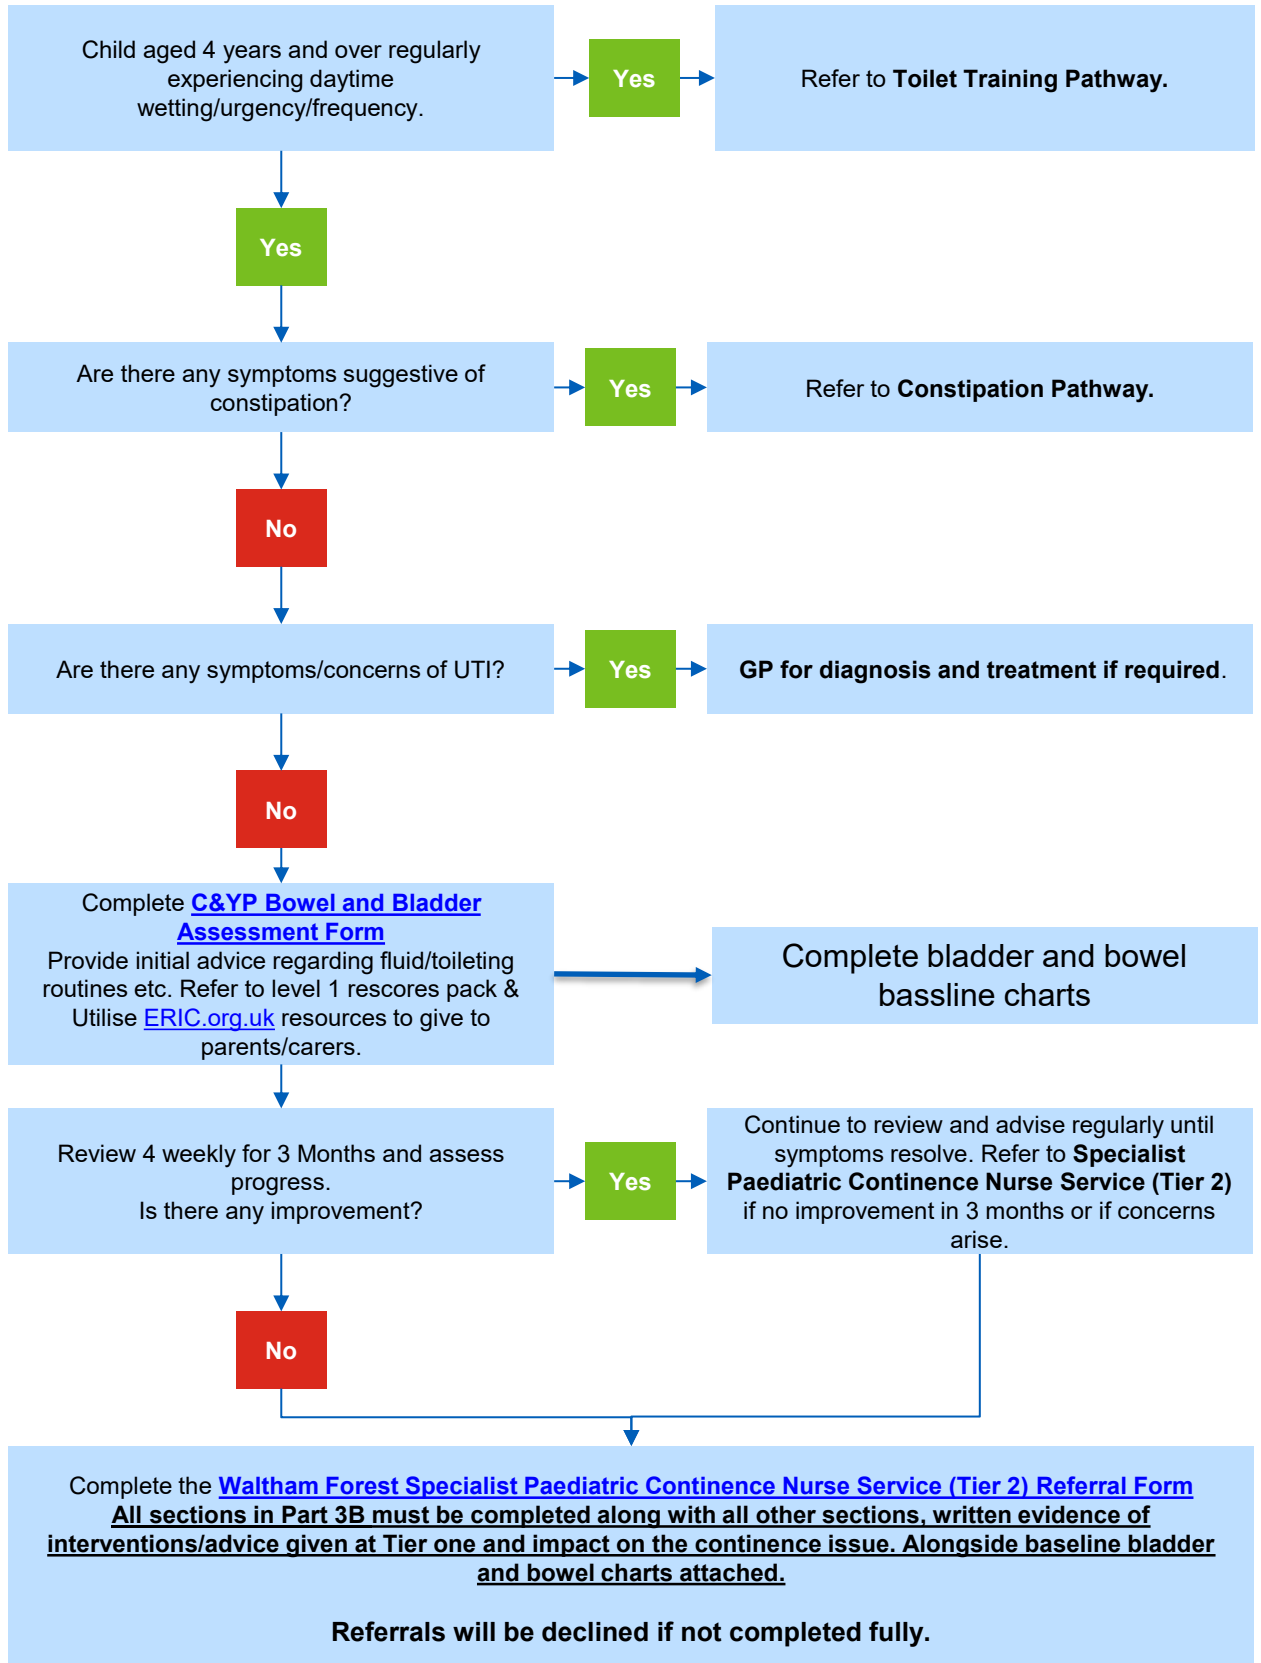 Child aged 4 years and over regularly
experiencing daytime
wetting/urgency/frequency.
Yes
Refer to Toilet Training Pathway.
Yes
Are there any symptoms suggestive of
constipation?
Yes
Refer to Constipation Pathway.
No
Are there any symptoms/concerns of UTI?
Yes
GP for diagnosis and treatment if required.
No
Complete C&YP Bowel and Bladder
Assessment Form
Provide initial advice regarding fluid/toileting
routines etc. Refer to level 1 rescores pack &
Utilise ERIC.org.uk resources to give to
parents/carers.
Complete bladder and bowel
bassline charts
Review 4 weekly for 3 Months and assess
progress.
Is there any improvement?
Yes
Continue to review and advise regularly until
symptoms resolve. Refer to Specialist
Paediatric Continence Nurse Service (Tier 2)
if no improvement in 3 months or if concerns
arise.
No
Complete the Waltham Forest Specialist Paediatric Continence Nurse Service (Tier 2) Referral Form
All sections in Part 3B must be completed along with all other sections, written evidence of
interventions/advice given at Tier one and impact on the continence issue. Alongside baseline bladder
and bowel charts attached.
Referrals will be declined if not completed fully.